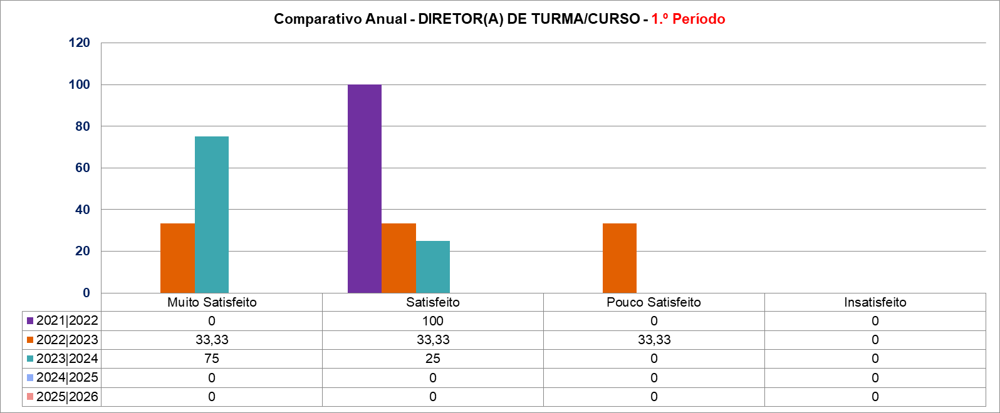 Comparativo Anual - DIRETOR(A) DE TURMA/CURSO - 1.º Período
120
100
80
60
40
20
0
Muito Satisfeito Satisfeito Pouco Satisfeito Insatisfeito
2021|2022 0 100 0 0
2022|2023 33,33 33,33 33,33 0
2023|2024 75 25 0 0
2024|2025 0 0 0 0
2025|2026 0 0 0 0